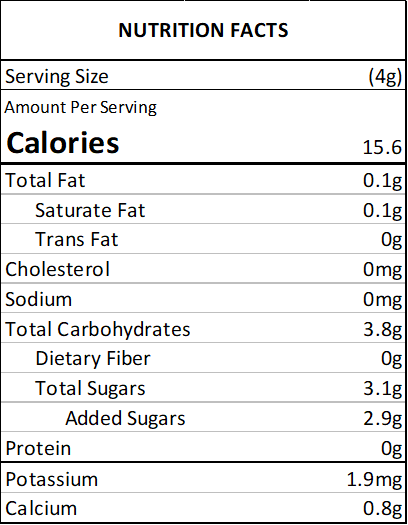 NUTRITION FACTS
Serving Size (4g)
Amount Per Serving
Calories 15.6
Total Fat 0.1g
Saturate Fat 0.1g
Trans Fat 0g
Cholesterol 0mg
Sodium 0mg
Total Carbohydrates 3.8g
Dietary Fiber 0g
Total Sugars 3.1g
Added Sugars 2.9g
Protein 0g
Potassium 1.9mg
Calcium 0.8g